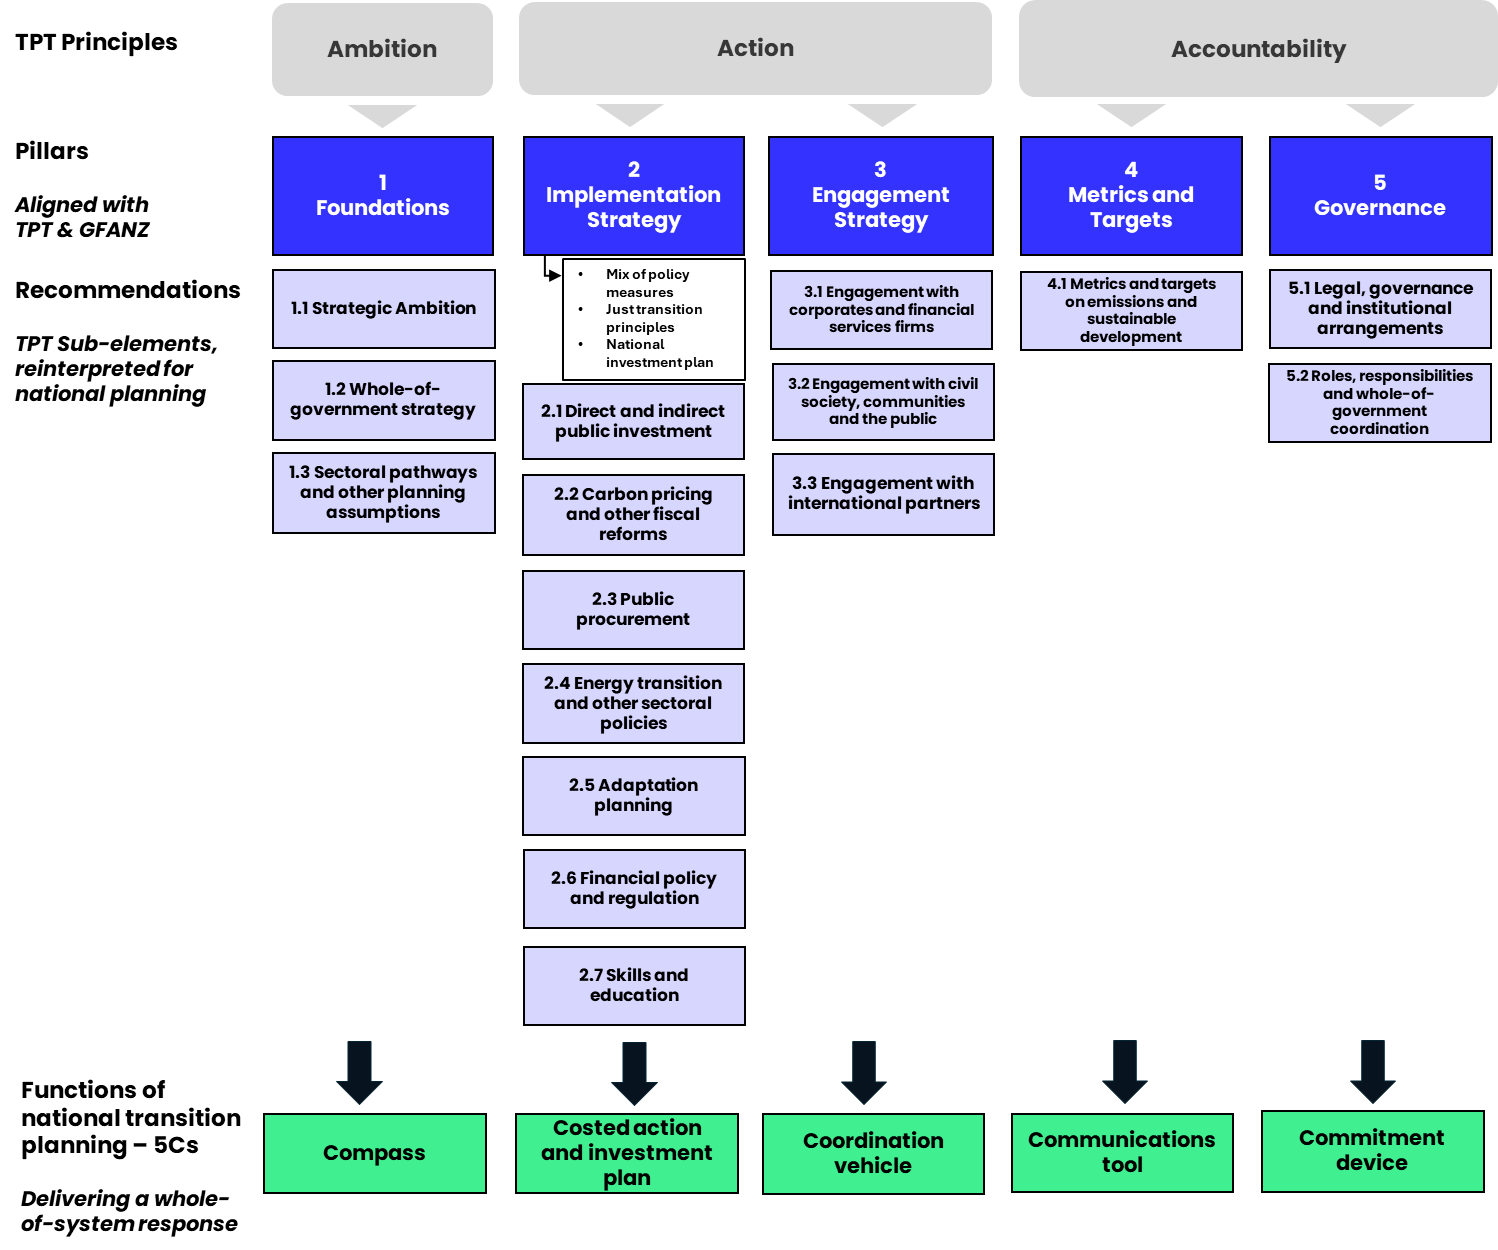 TPT Principles
Ambition
Action
Accountability
Pillars
Aligned with
TPT & GFANZ
1
Foundations
2
Implementation
Strategy
3
Engagement
Strategy
4
Metrics and
Targets
5
Governance
Recommendations
TPT Sub-elements,
reinterpreted for
national planning
1.1 Strategic Ambition
1.2 Whole-of-
government strategy
1.3 Sectoral pathways
and other planning
assumptions
• Mix of policy
measures
• Just transition
principles
• National
investment plan
2.1 Direct and indirect
public investment
2.2 Carbon pricing
and other fiscal
reforms
2.3 Public
procurement
2.4 Energy transition
and other sectoral
policies
2.5 Adaptation
planning
2.6 Financial policy
and regulation
2.7 Skills and
education
3.1 Engagement with
corporates and financial
services firms
3.2 Engagement with civil
society, communities
and the public
3.3 Engagement with
international partners
4.1 Metrics and targets
on emissions and
sustainable
development
5.1 Legal, governance
and institutional
arrangements
5.2 Roles, responsibilities
and whole-of-
government
coordination
Functions of
national transition
planning – 5Cs
Delivering a whole-
of-system response
Compass
Costed action
and investment
plan
Coordination
vehicle
Communications
tool
Commitment
device